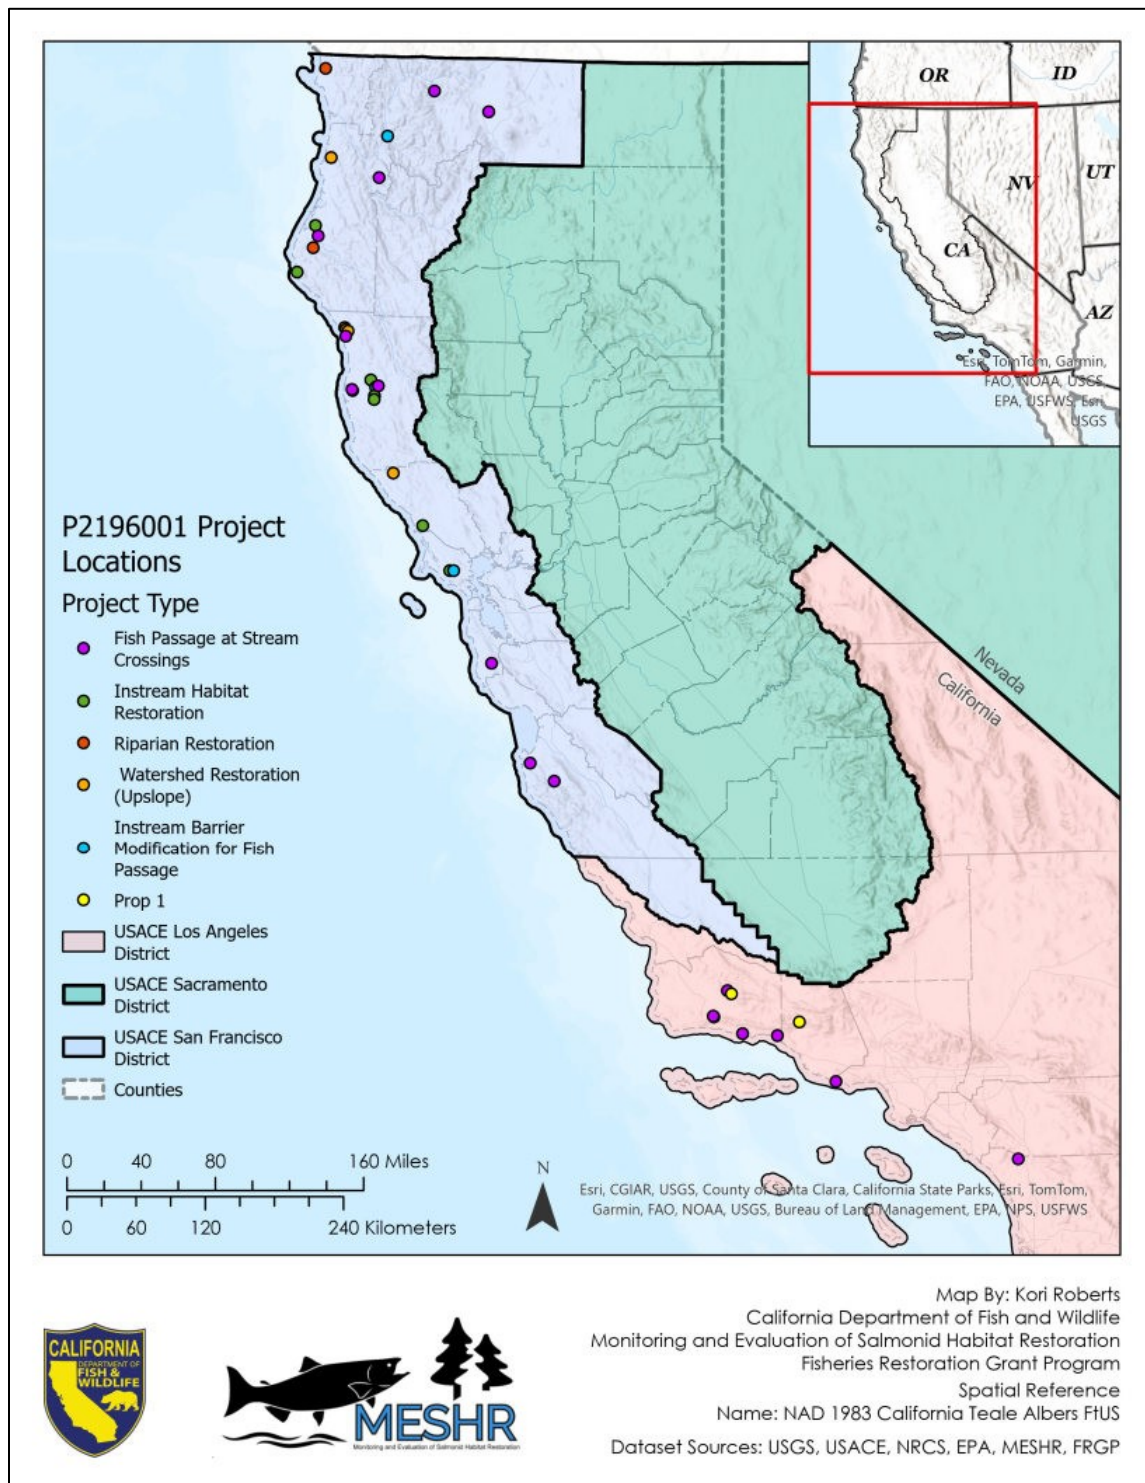 OR
ID
UT
NV
CA
AZ
Esri, TomTom, Garmin,
FAO, NOAA, USGS,
EPA, USFWS, Esri,
USGS
P2196001 Project
Locations
Project Type
Fish Passage at Stream
Crossings
Instream Habitat
Restoration
Riparian Restoration
Watershed Restoration
(Upslope)
Instream Barrier
Modification for Fish
Passage
Prop 1
USACE Los Angeles
District
USACE Sacramento
District
USACE San Francisco
District
Counties
Nevada
California
0 40 80 160 Miles
0 60 120 240 Kilometers
N
Esri, CGIAR, USGS, County of Santa Clara, California State Parks, Esri, TomTom,
Garmin, FAO, NOAA, USGS, Bureau of Land Management, EPA, NPS, USFWS
CALIFORNIA
DEPARTMENT OF
FISH &
WILDLIFE
MESHR
Monitoring and Evaluation of Salmonid Habitat Restoration
Map By: Kori Roberts
California Department of Fish and Wildlife
Monitoring and Evaluation of Salmonid Habitat Restoration
Fisheries Restoration Grant Program
Spatial Reference
Name: NAD 1983 California Teale Albers FtUS
Dataset Sources: USGS, USACE, NRCS, EPA, MESHR, FRGP